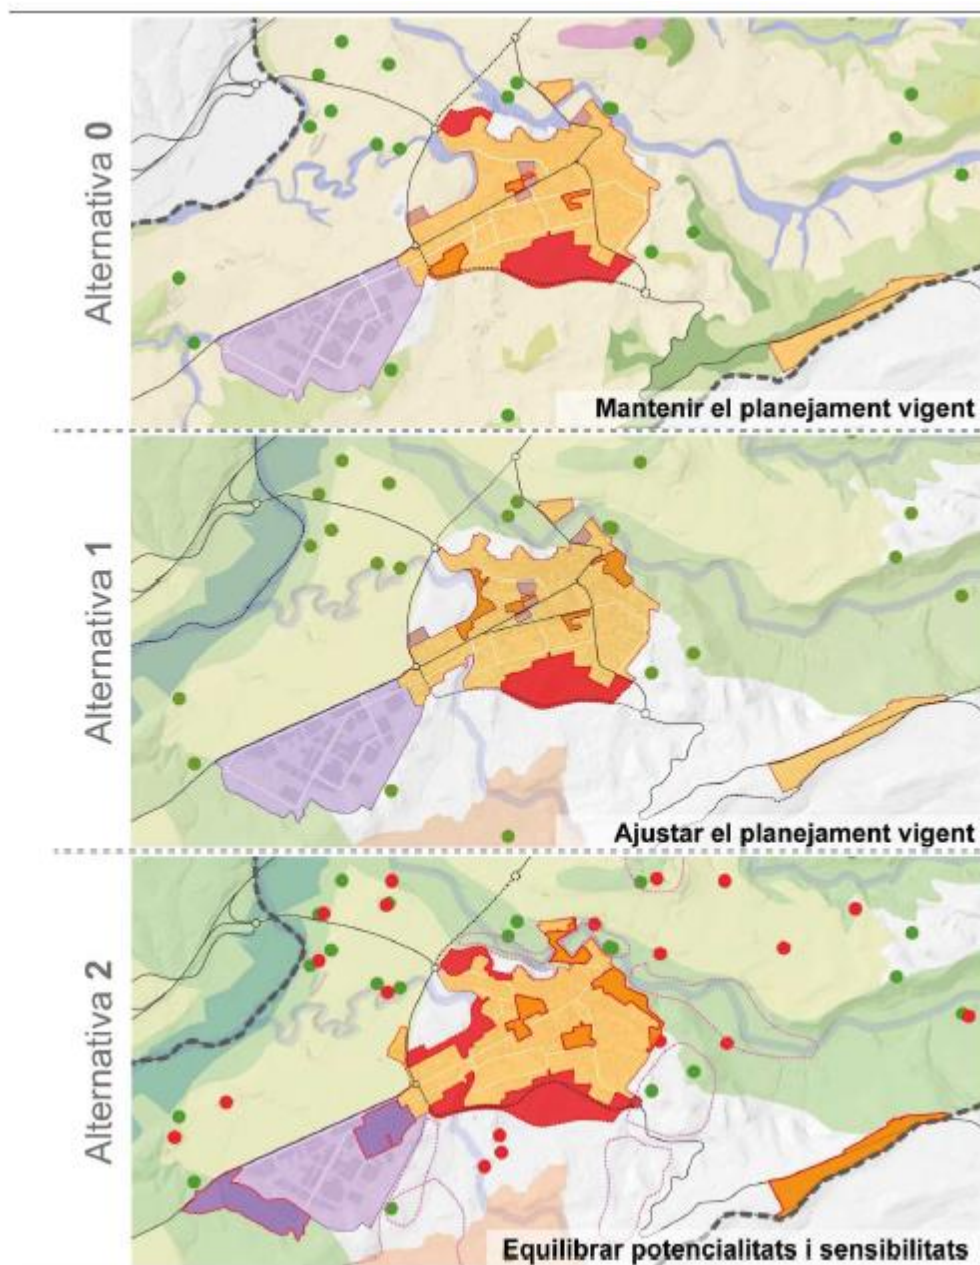 Alternativa 0
Mantenir el planejament vigent
Alternativa 1
Ajustar el planejament vigent
Alternativa 2
Equilibrar potencialitats i sensibilitats